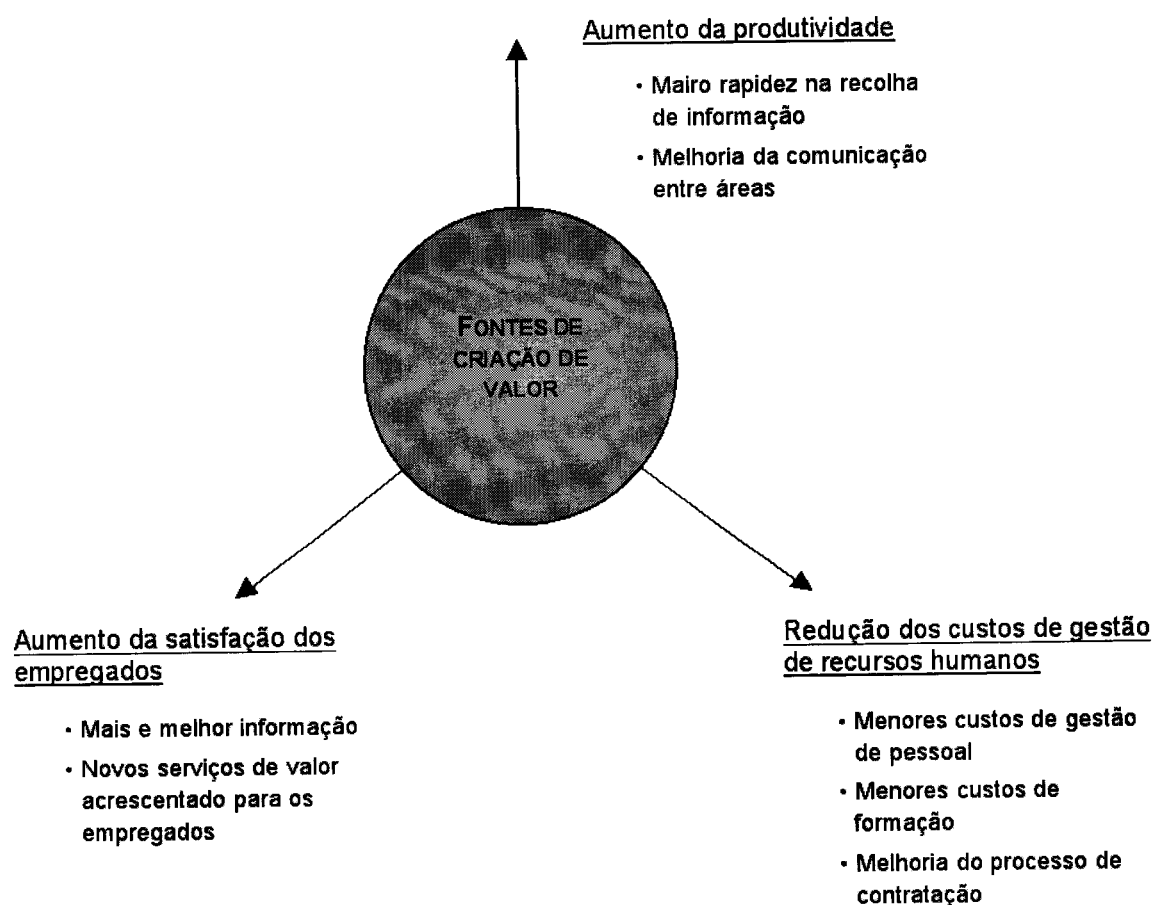 Aumento da produtividade
• Mairo rapidez na recolha
de informação
• Melhoria da comunicação
entre áreas
FONTES DE
CRIAÇÃO DE
VALOR
Aumento da satisfação dos
empregados
• Mais e melhor informação
• Novos serviços de valor
acrescentado para os
empregados
Redução dos custos de gestão
de recursos humanos
• Menores custos de gestão
de pessoal
• Menores custos de
formação
• Melhoria do processo de
contratação